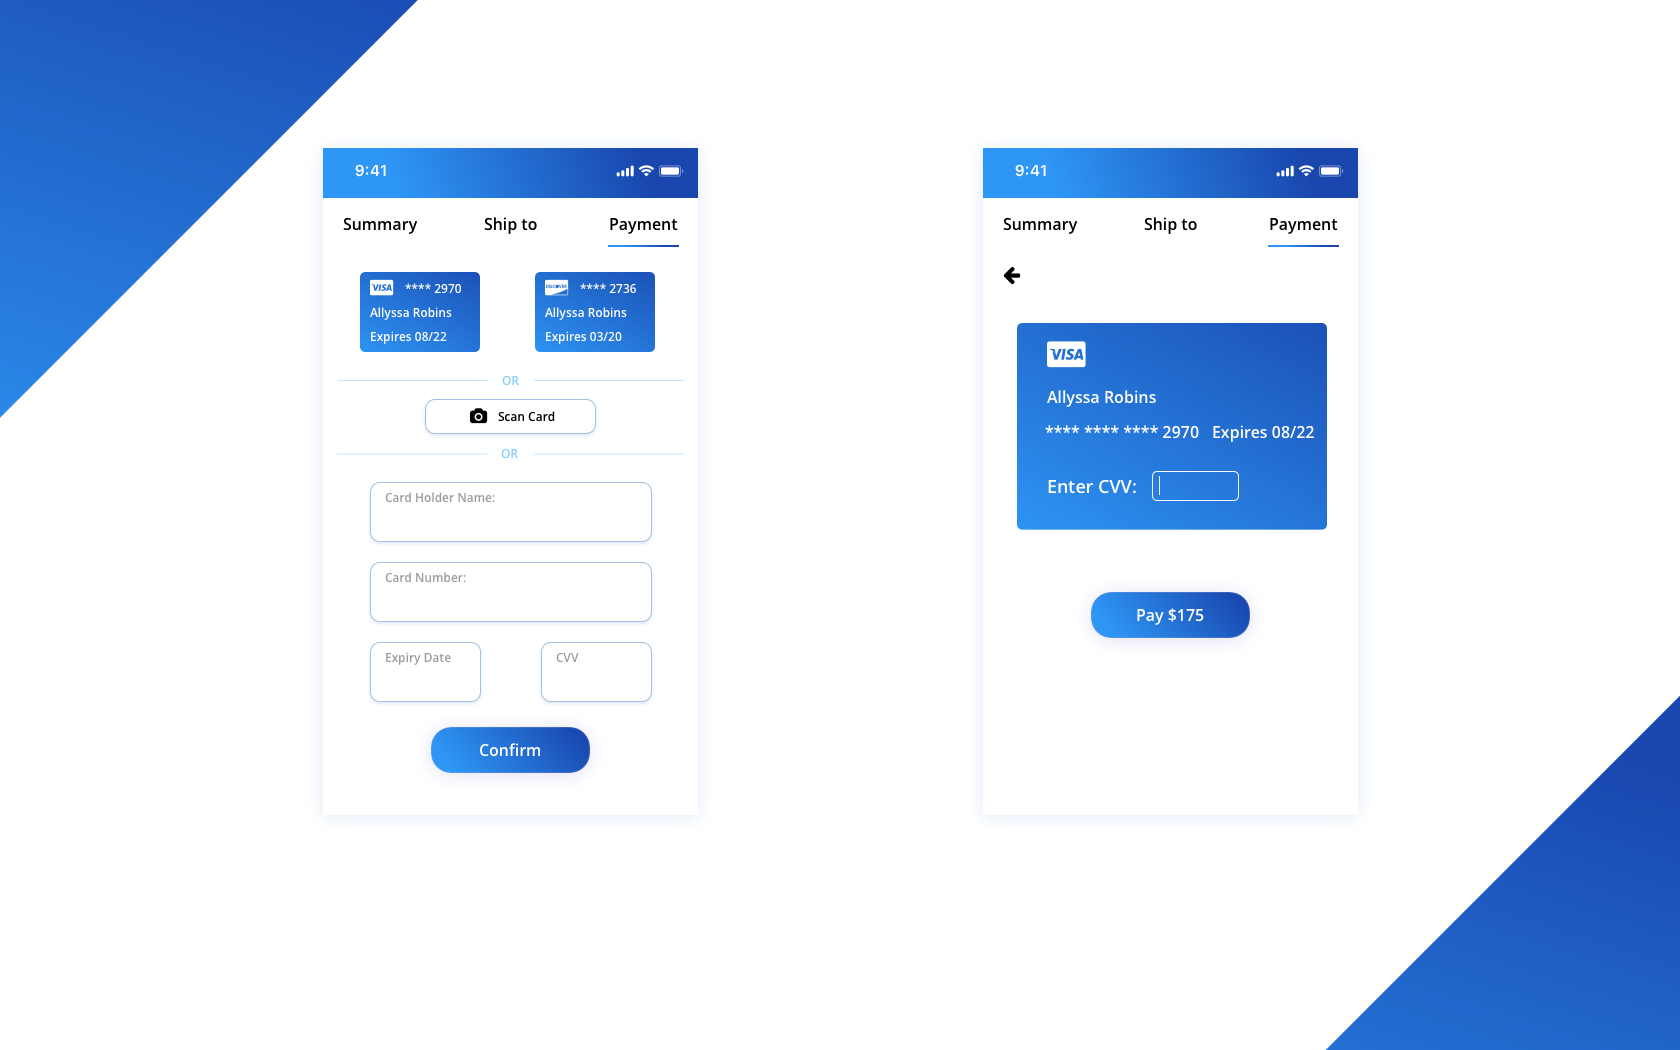 9:41
Summary Ship to Payment
VISA **** 2970
Allyssa Robins
Expires 08/22
DISCOVER **** 2736
Allyssa Robins
Expires 03/20
OR
Scan Card
OR
Card Holder Name:
Card Number:
Expiry Date CVV
Confirm
9:41
Summary Ship to Payment
VISA
Allyssa Robins
**** **** **** 2970 Expires 08/22
Enter CVV:
Pay $175